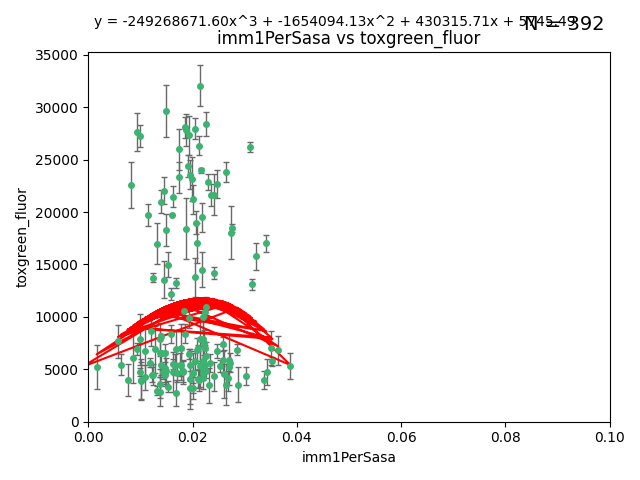 y = -249268671.60x^3 + -1654094.13x^2 + 430315.71x + 5745.49
N = 392
imm1PerSasa vs toxgreen_fluor
35000
30000
25000
20000
15000
10000
5000
0
toxgreen_fluor
0.00 0.02 0.04 0.06 0.08 0.10
imm1PerSasa